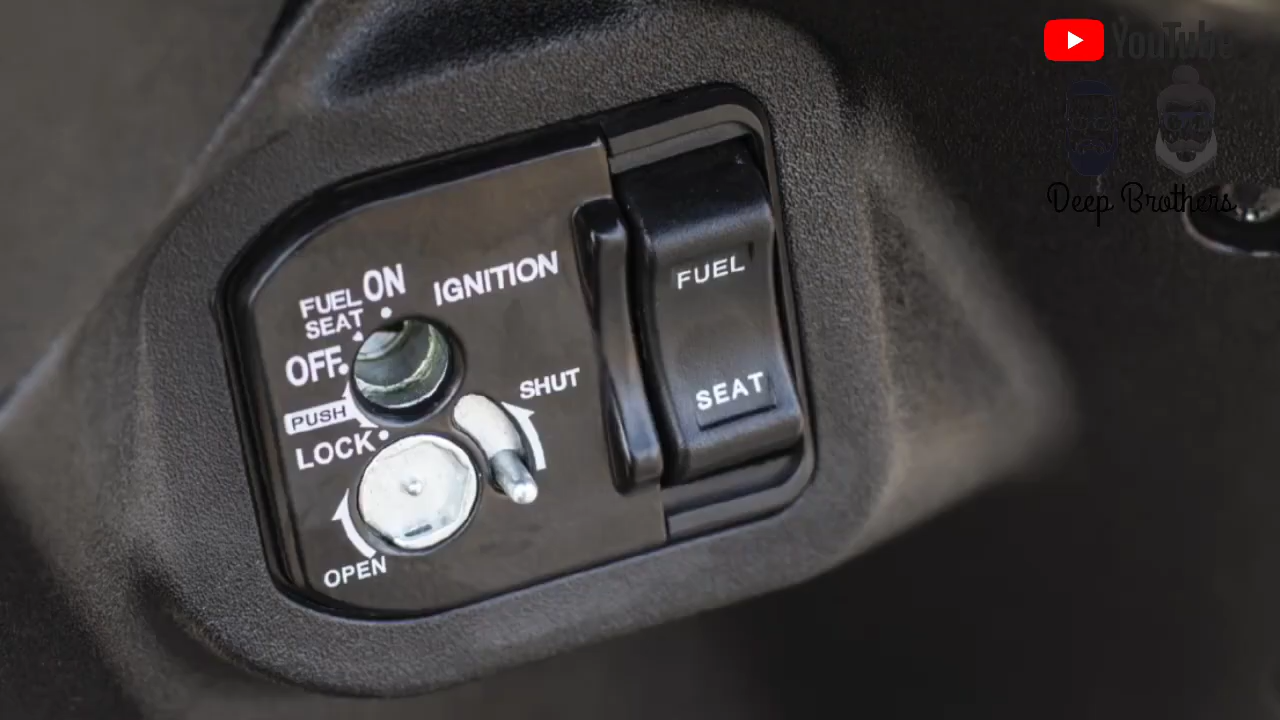 YouTube
Deep Brothers
ON
IGNITION
FUEL
SEAT
OFF
PUSH
LOCK
SHUT
OPEN
FUEL
SEAT